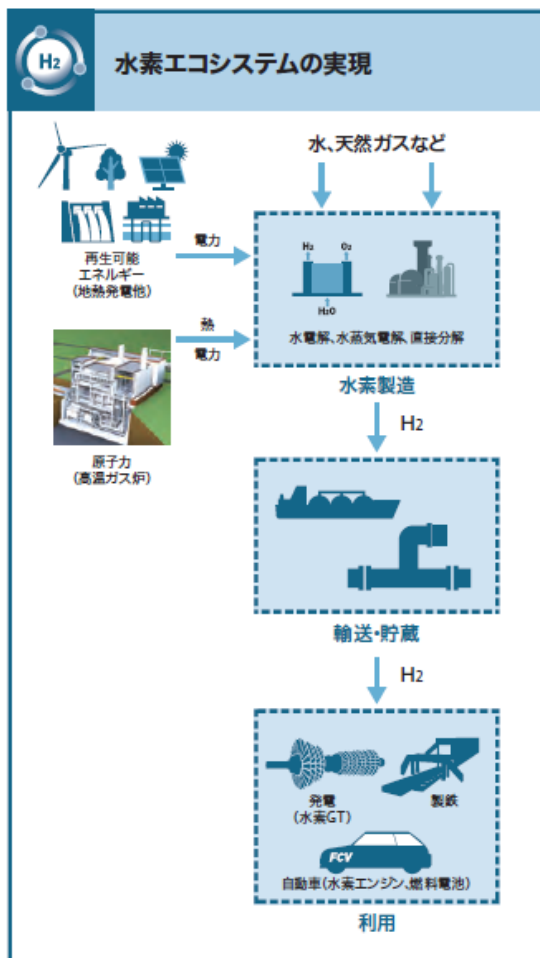 H2
水素エコシステムの実現
水、天然ガスなど
電力
再生可能
エネルギー
(地熱発電他)
H2
O2
H2O
水電解、水蒸気電解、直接分解
熱
電力
水素製造
原子力
(高温ガス炉)
H2
輸送・貯蔵
H2
発電
(水素GT)
製鉄
FCV
自動車(水素エンジン、燃料電池)
利用